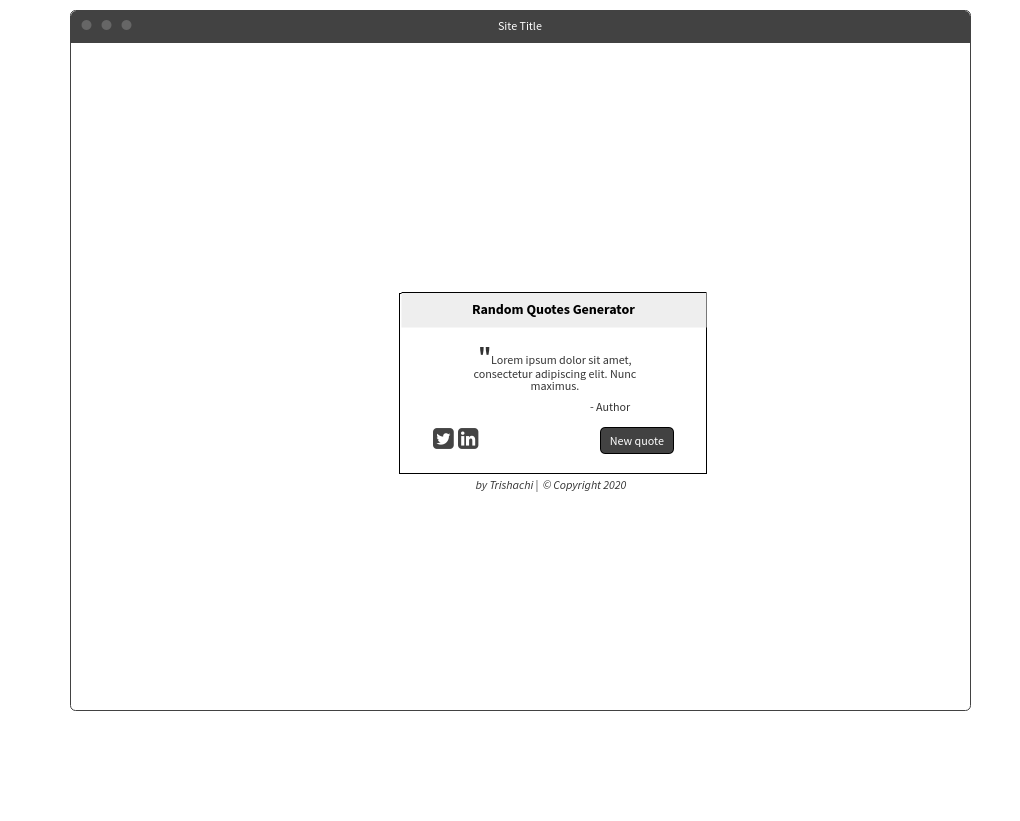 Site Title
Random Quotes Generator
"Lorem ipsum dolor sit amet,
consectetur adipiscing elit. Nunc
maximus.
- Author
in
New quote
by Trishachi | © Copyright 2020